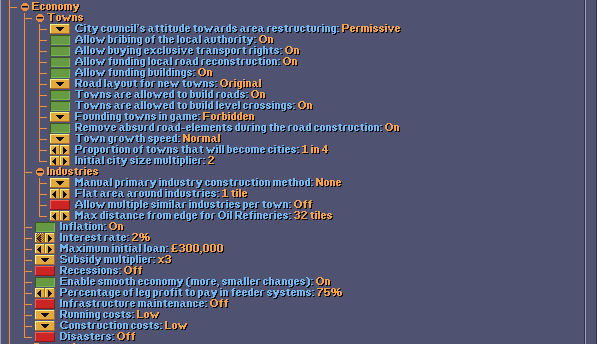 Economy
Towns
City council's attitude towards area restructuring: Permissive
Allow bribing of the local authority: On
Allow buying exclusive transport rights: On
Allow funding local road reconstruction: On
Allow funding buildings: On
Road layout for new towns: Original
Towns are allowed to build roads: On
Towns are allowed to build level crossings: On
Founding towns in game: Forbidden
Remove absurd road-elements during the road construction: On
Town growth speed: Normal
Proportion of towns that will become cities: 1 in 4
Initial city size multiplier: 2
Industries
Manual primary industry construction method: None
Flat area around industries: 1 tile
Allow multiple similar industries per town: Off
Max distance from edge for Oil Refineries: 32 tiles
Inflation: On
Interest rate: 2%
Maximum initial loan: £300,000
Subsidy multiplier: x3
Recessions: Off
Enable smooth economy (more, smaller changes): On
Percentage of leg profit to pay in feeder systems: 75%
Infrastructure maintenance: Off
Running costs: Low
Construction costs: Low
Disasters: Off